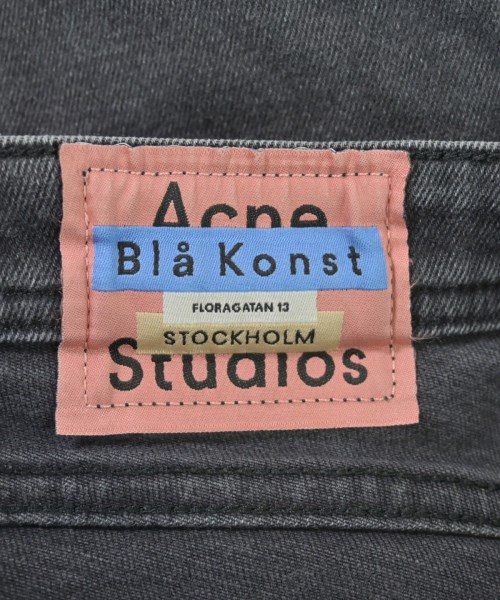 Acne
Blå Konst
FLORAGATAN 13
STOCKHOLM
Studios